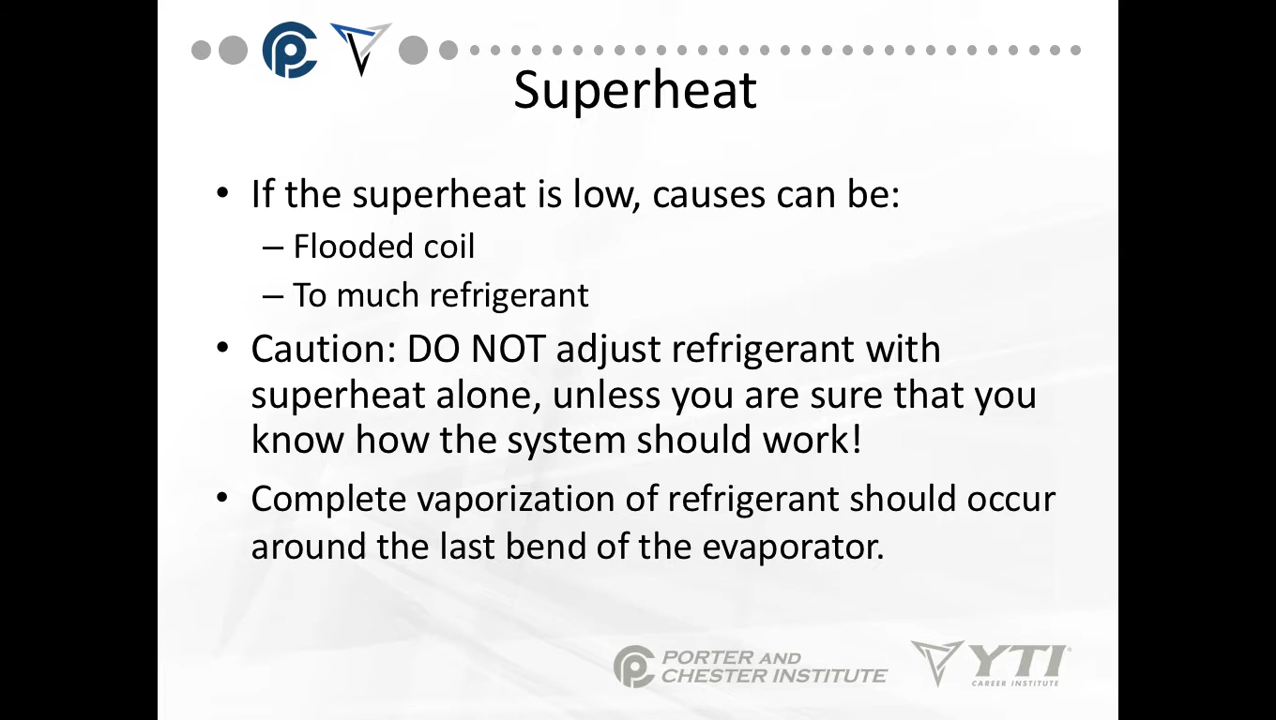 Superheat
• If the superheat is low, causes can be:
– Flooded coil
– To much refrigerant
• Caution: DO NOT adjust refrigerant with
superheat alone, unless you are sure that you
know how the system should work!
• Complete vaporization of refrigerant should occur
around the last bend of the evaporator.
PORTER AND
CHESTER INSTITUTE
YTI
CAREER INSTITUTE